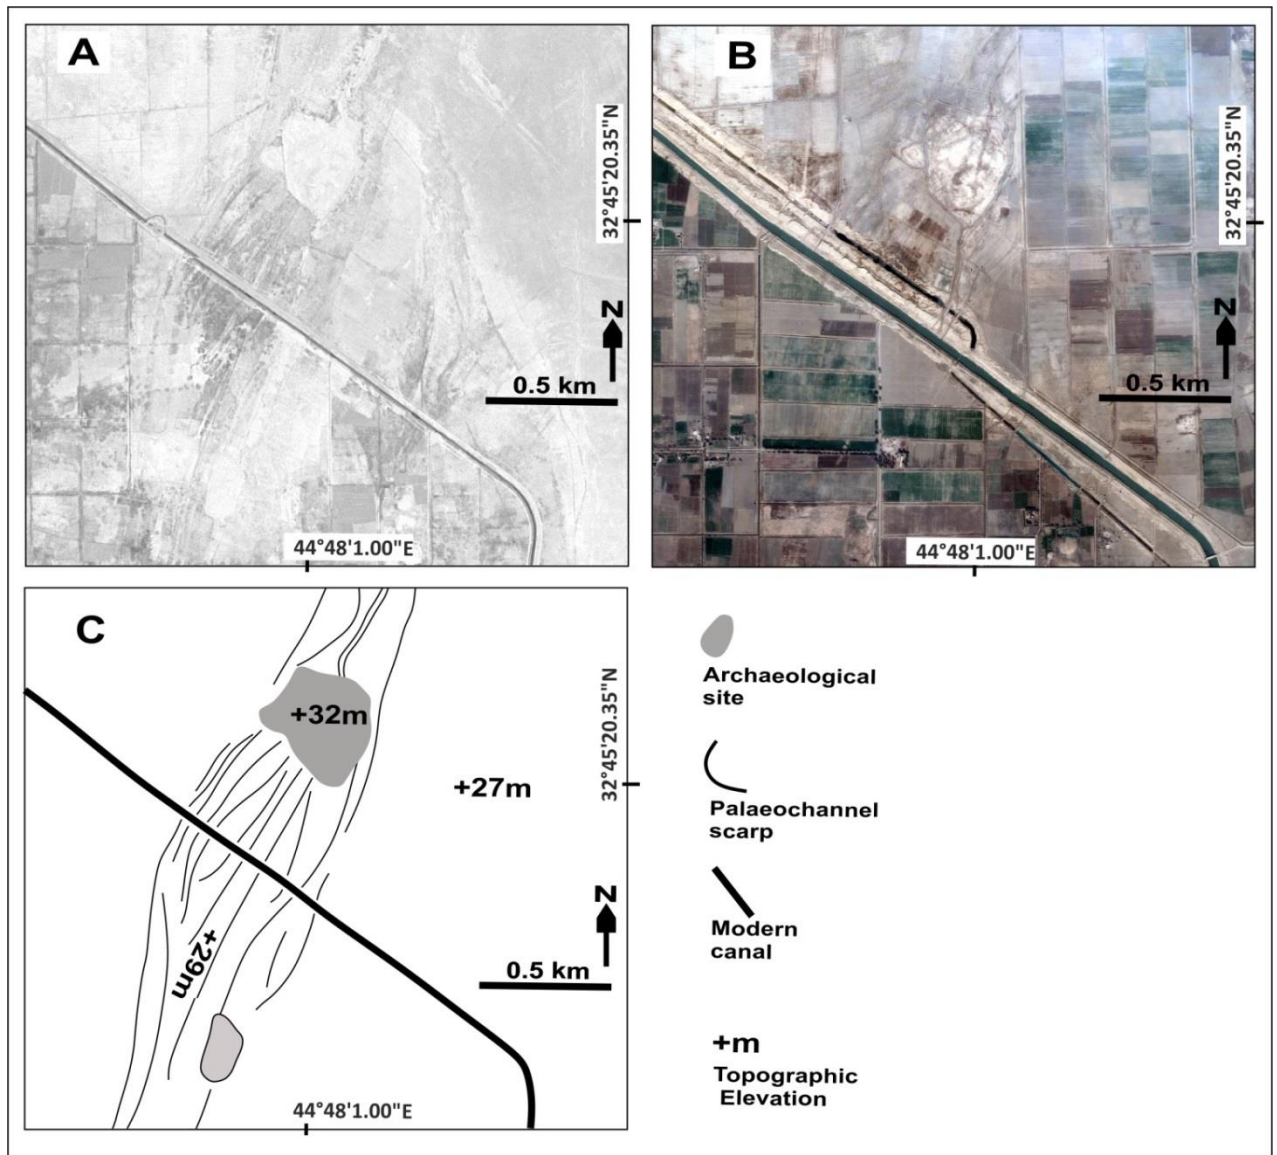 A
32°45'20.35"N
N
0.5 km
44°48'1.00"E
B
32°45'20.35"N
N
0.5 km
44°48'1.00"E
C
+32m
+27m
32°45'20.35"N
N
0.5 km
+29m
44°48'1.00"E
Archaeological
site
Palaeochannel
scarp
Modern
canal
+m
Topographic
Elevation